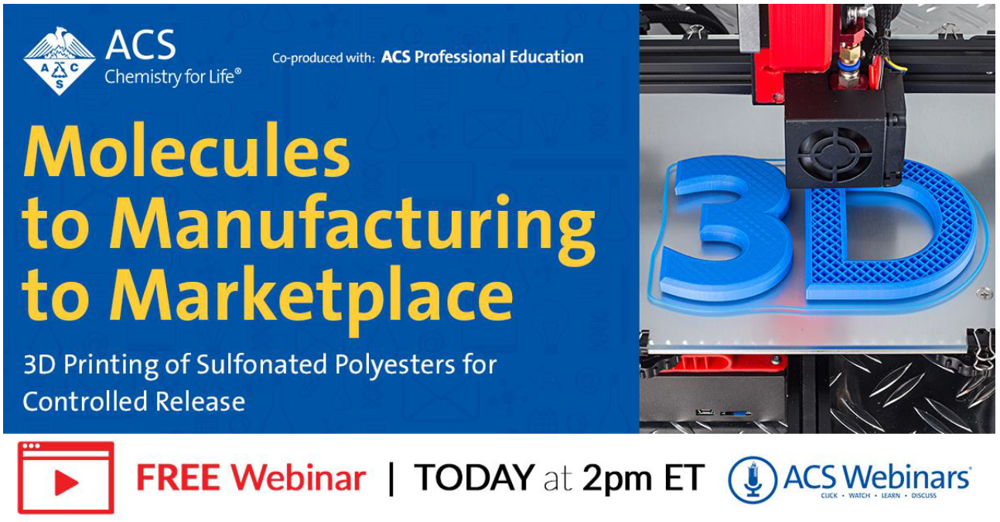 ACS
Chemistry for Life®
A C S
Co-produced with: ACS Professional Education
Molecules
to Manufacturing
to Marketplace
3D Printing of Sulfonated Polyesters for
Controlled Release
3D
FREE Webinar | TODAY at 2pm ET
ACS Webinars®
CLICK • WATCH • LEARN • DISCUSS